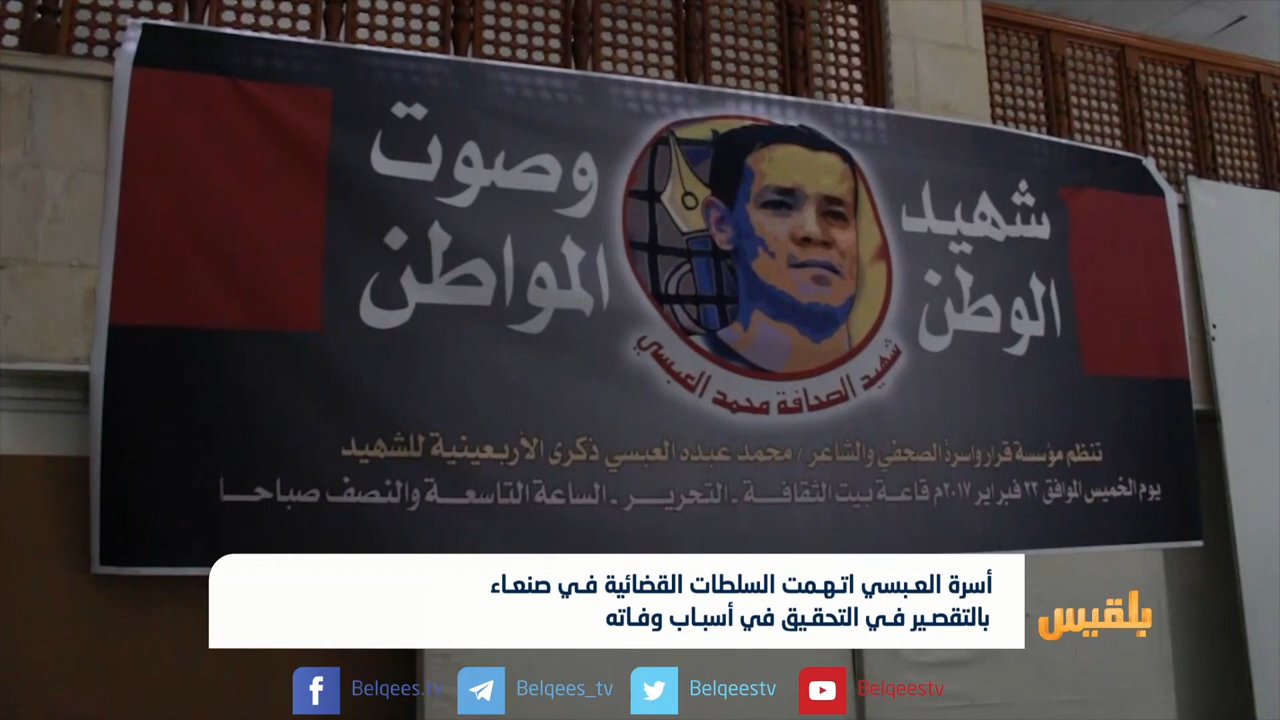 شهيد
الوطن
وصوت
المواطن
شهيد الصحافة محمد العبسي
تنظم مؤسسة قرار واسرة الصحفي والشاعر / محمد عبده العبسي ذكرى الأربعينية للشهيد
يوم الخميس الموافق ٢٣ فبراير ٢٠١٧م قاعة بيت الثقافة - التحرير - الساعة التاسعة والنصف صباحا
أسرة العبسي اتهمت السلطات القضائية في صنعاء
بالتقصير في التحقيق في أسباب وفاته
بلقيس
Belqees.tv
Belqees_tv
Belqeestv
Belqeestv